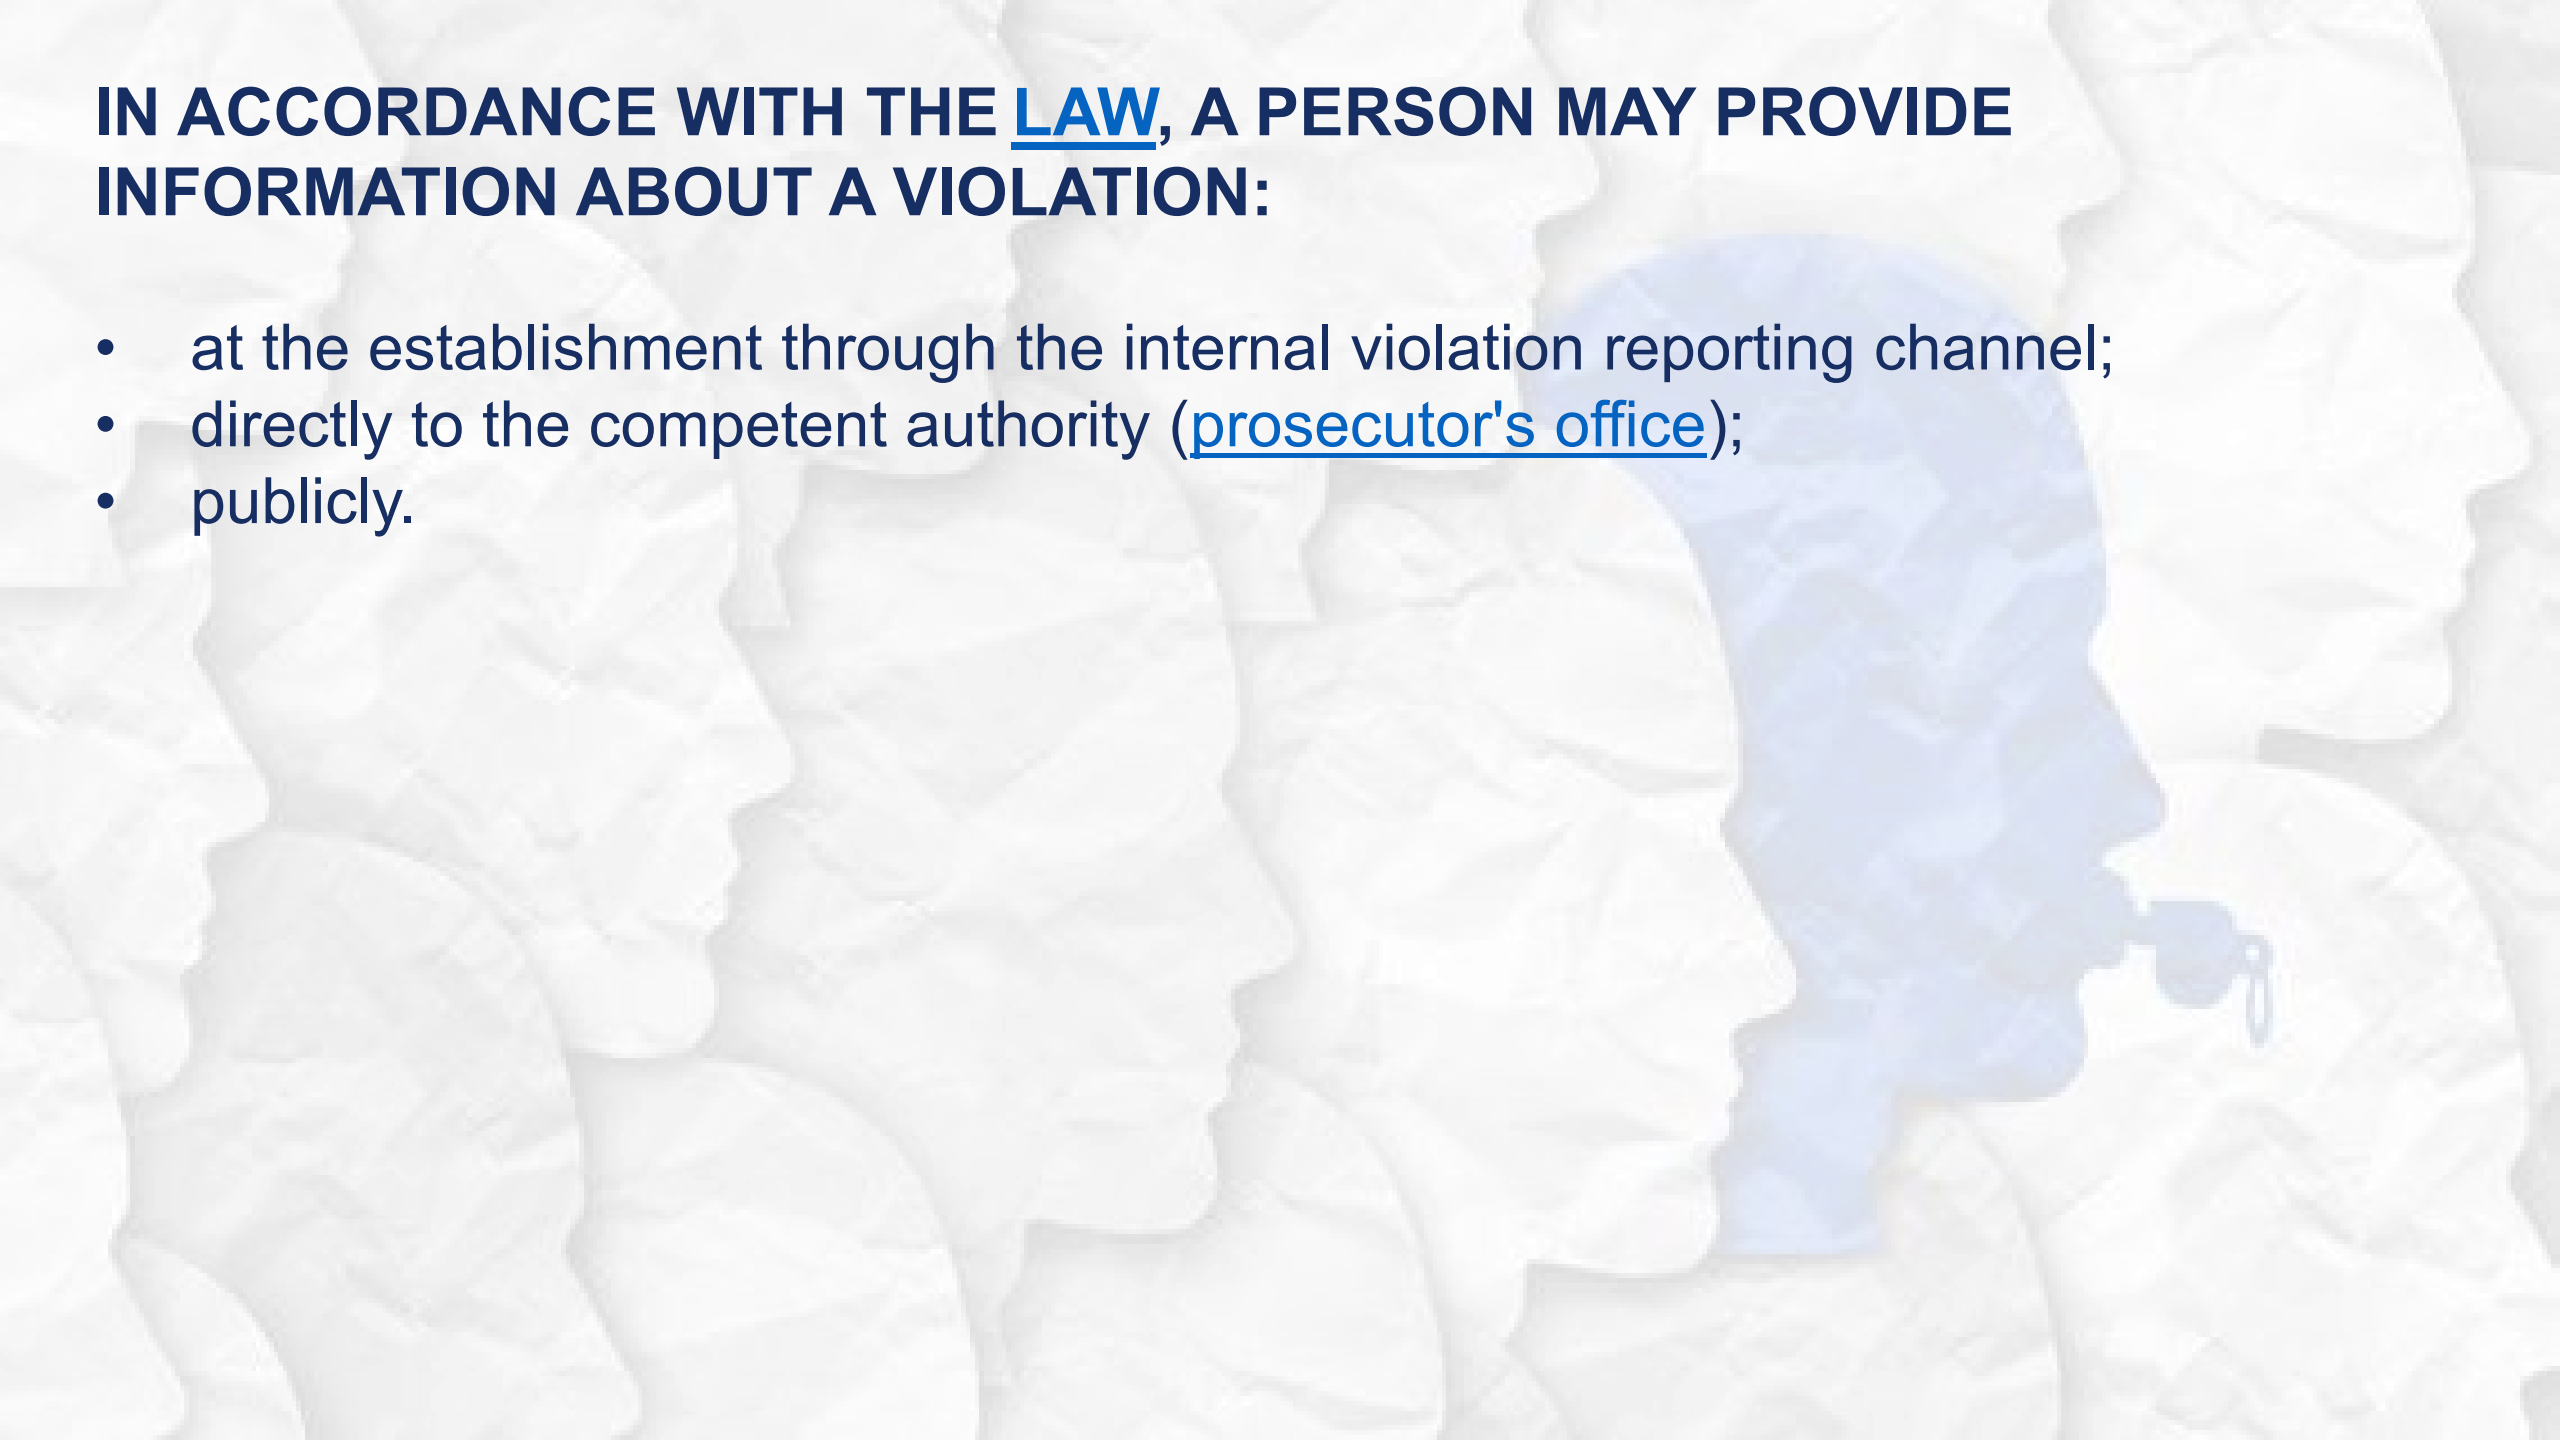 IN ACCORDANCE WITH THE LAW, A PERSON MAY PROVIDE
INFORMATION ABOUT A VIOLATION:
• at the establishment through the internal violation reporting channel;
• directly to the competent authority (prosecutor's office);
• publicly.